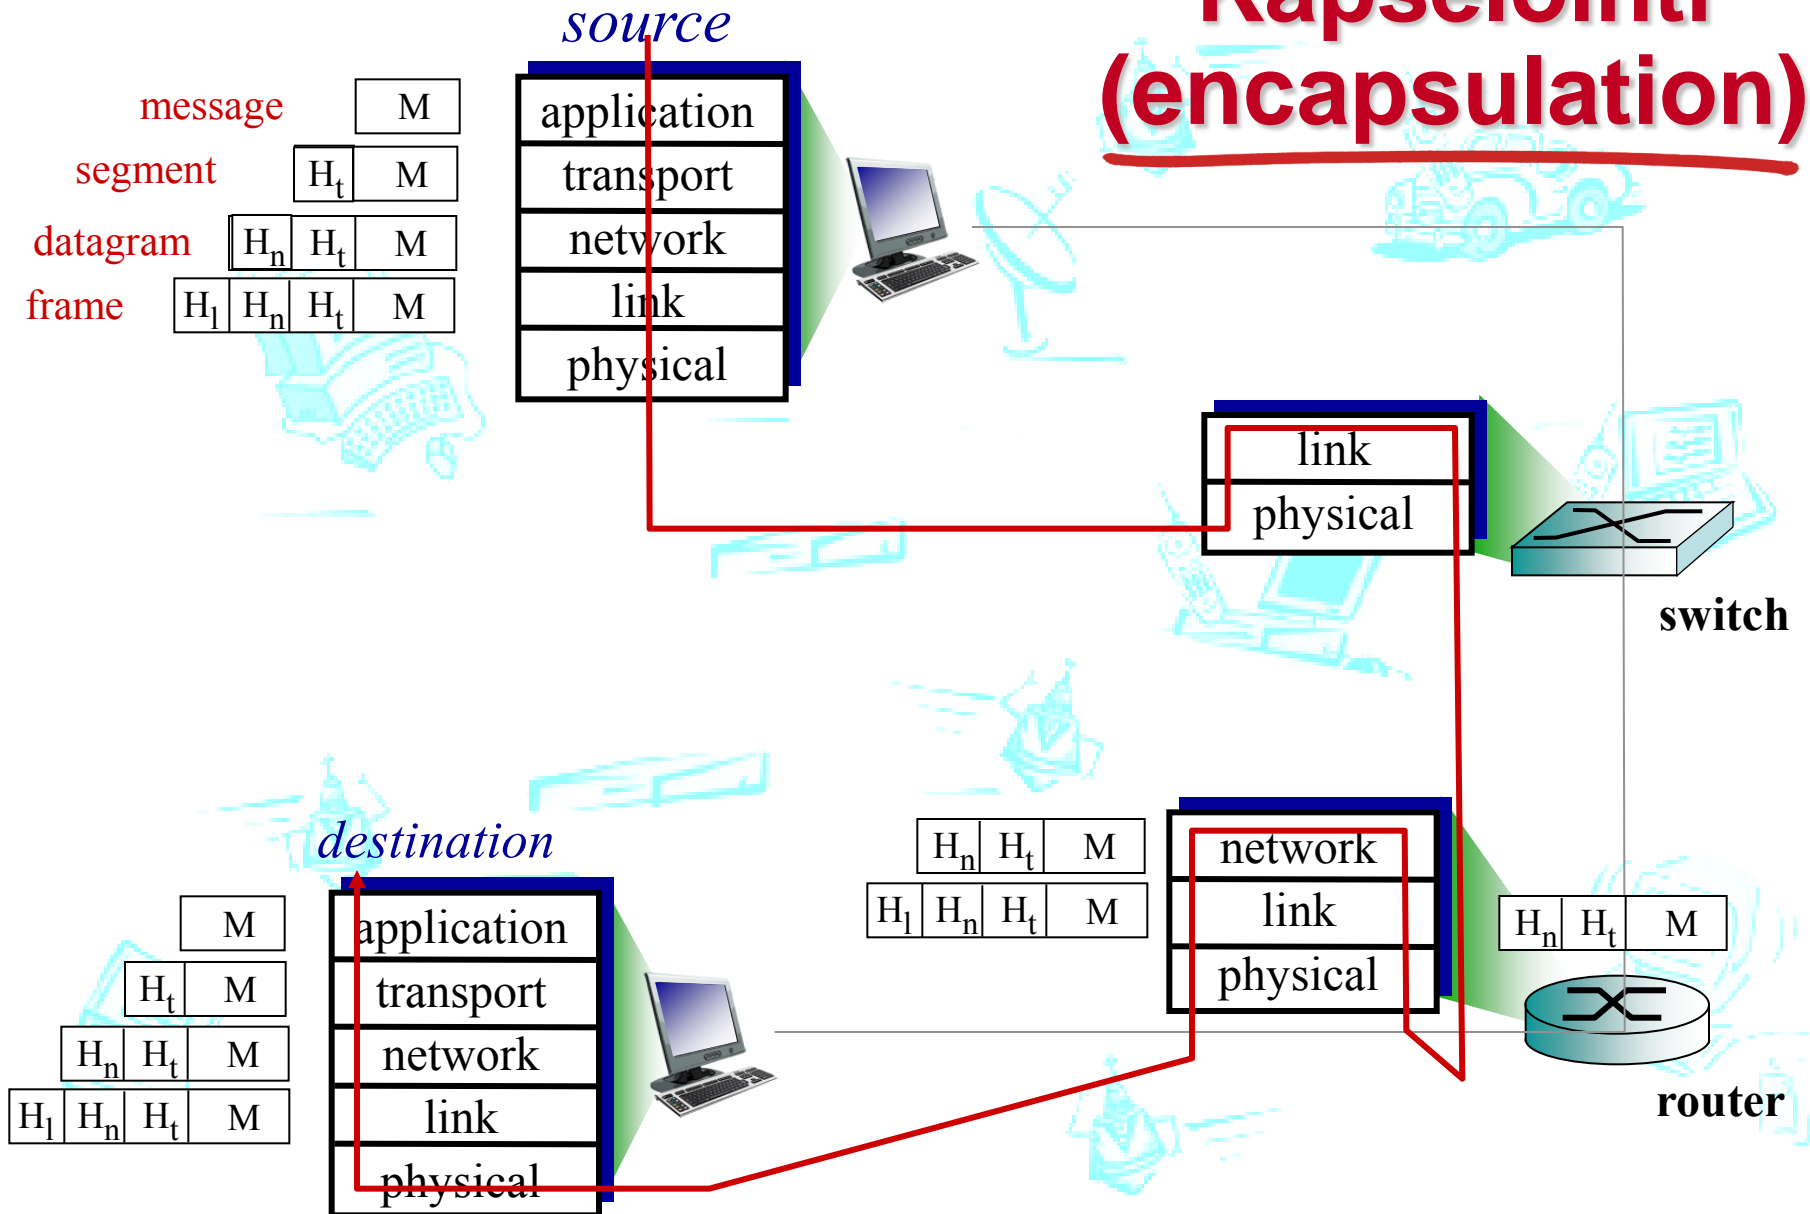 Kapselointi
(encapsulation)
source
message M
segment Ht M
datagram Hn Ht M
frame Hl Hn Ht M
application
transport
network
link
physical
link
physical
switch
destination
M
Ht M
Hn Ht M
Hl Hn Ht M
application
transport
network
link
physical
Hn Ht M
Hl Hn Ht M
network
link
physical
Hn Ht M
router